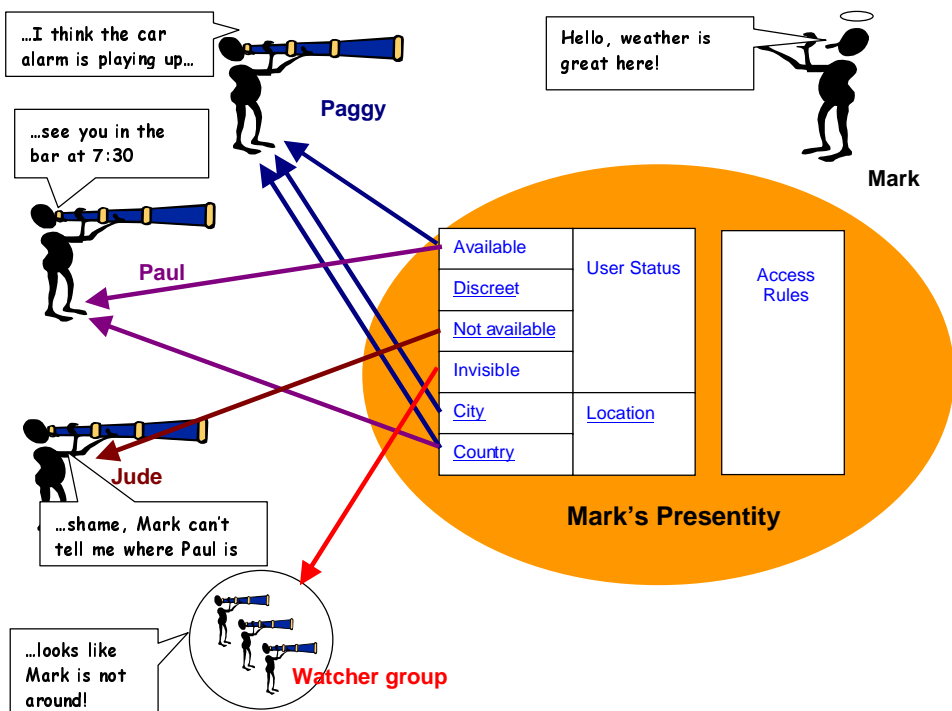 …I think the car
alarm is playing up…
Hello, weather is
great here!
Paggy
Mark
…see you in the
bar at 7:30
Paul
Available
Discreet
Not available
Invisible
City
Country
User Status
Location
Access
Rules
Mark's Presentity
Jude
…shame, Mark can't
tell me where Paul is
…looks like
Mark is not
around!
Watcher group